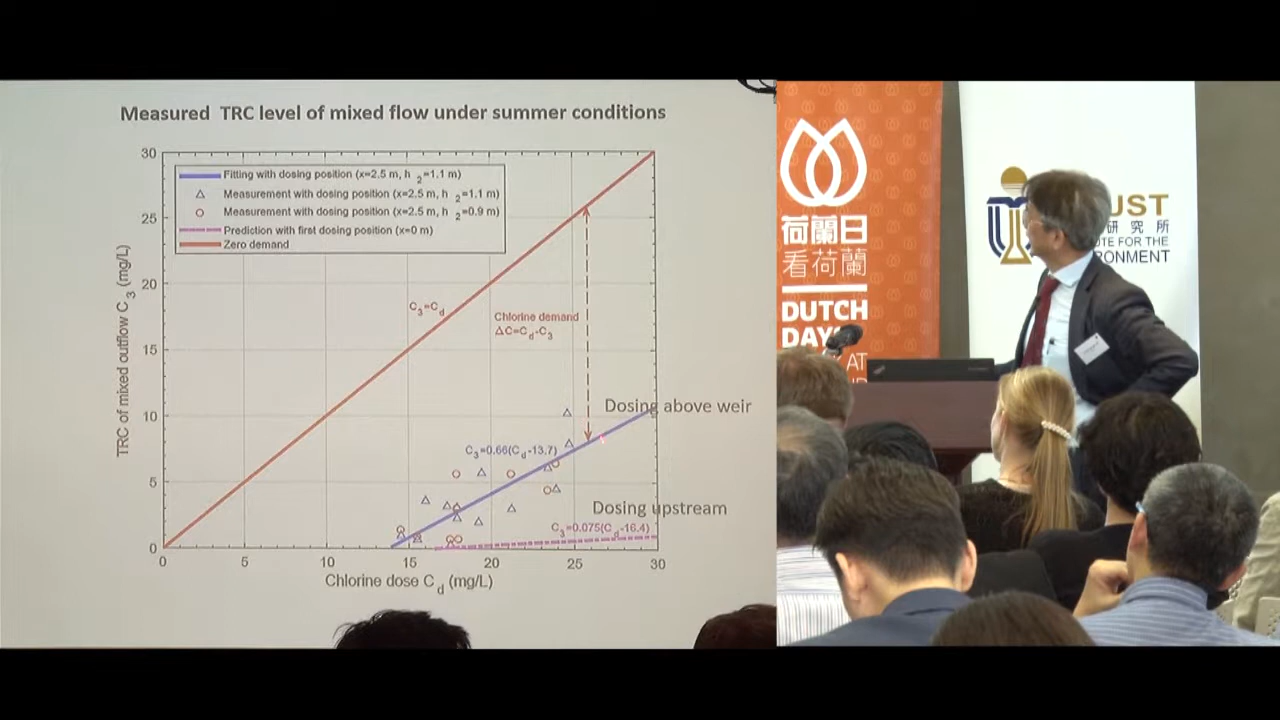 Measured TRC level of mixed flow under summer conditions
30
25
20
15
10
5
0
TRC of mixed outflow C3 (mg/L)
Fitting with dosing position (x=2.5 m, h 2=1.1 m)
Measurement with dosing position (x=2.5 m, h 2=1.1 m)
Measurement with dosing position (x=2.5 m, h 2=0.9 m)
Prediction with first dosing position (x=0 m)
Zero demand
C3=Cd
Chlorine demand
ΔC=Cd-C3
Dosing above weir
C3=0.66(Cd-13.7)
Dosing upstream
C3=0.075(Cd-16.4)
0 5 10 15 20 25 30
Chlorine dose Cd (mg/L)
荷蘭日
看荷蘭
DUTCH
DAYS
AT
UST
研究所
UTE FOR THE
RONMENT